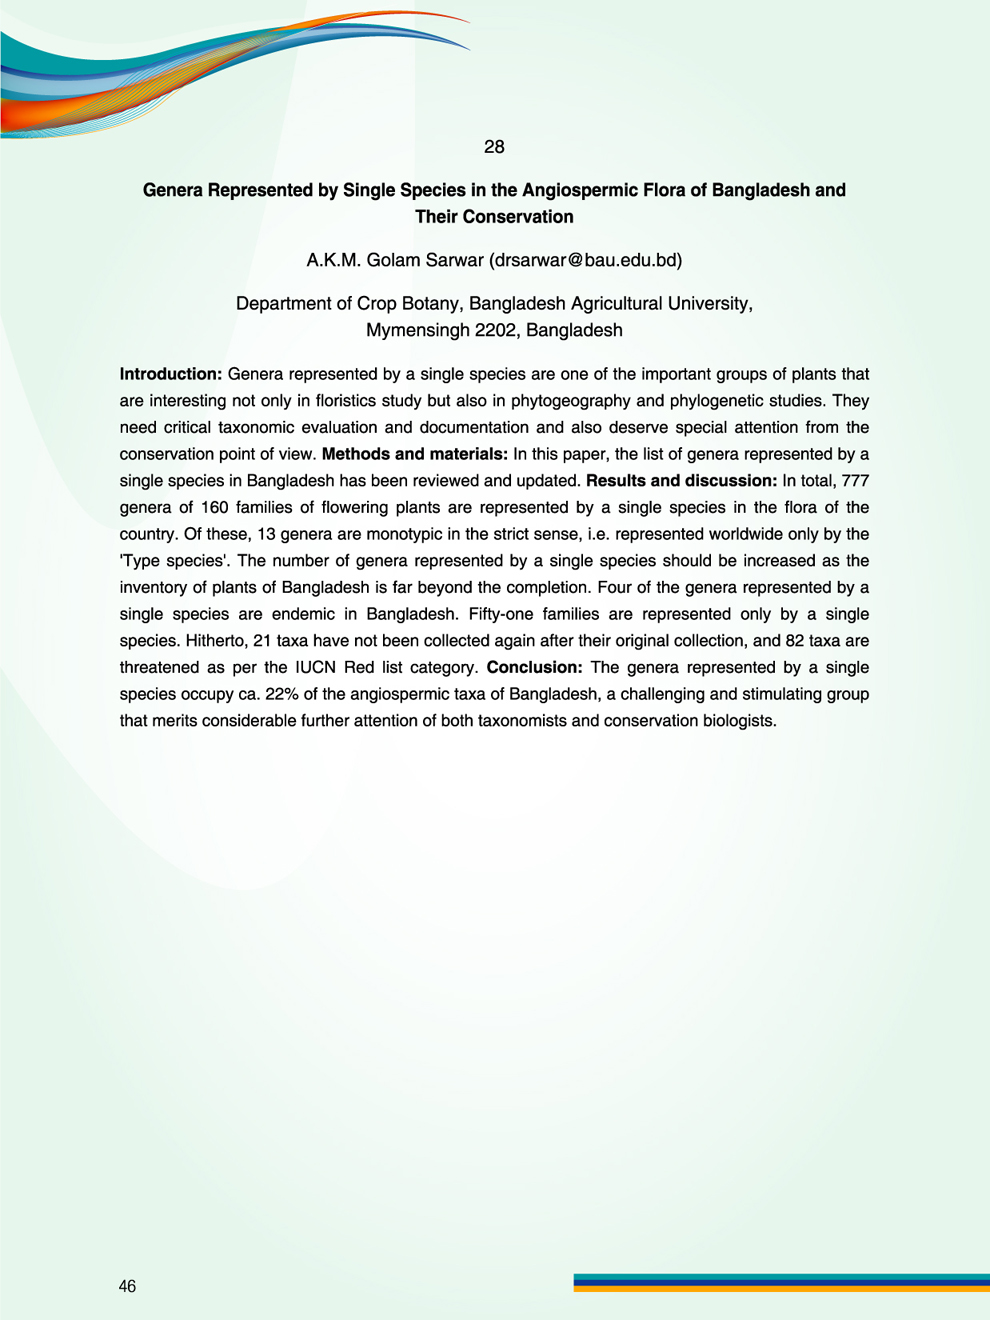 28
Genera Represented by Single Species in the Angiospermic Flora of Bangladesh and
Their Conservation
A.K.M. Golam Sarwar (drsarwar@bau.edu.bd)
Department of Crop Botany, Bangladesh Agricultural University,
Mymensingh 2202, Bangladesh
Introduction: Genera represented by a single species are one of the important groups of plants that
are interesting not only in floristics study but also in phytogeography and phylogenetic studies. They
need critical taxonomic evaluation and documentation and also deserve special attention from the
conservation point of view. Methods and materials: In this paper, the list of genera represented by a
single species in Bangladesh has been reviewed and updated. Results and discussion: In total, 777
genera of 160 families of flowering plants are represented by a single species in the flora of the
country. Of these, 13 genera are monotypic in the strict sense, i.e. represented worldwide only by the
'Type species'. The number of genera represented by a single species should be increased as the
inventory of plants of Bangladesh is far beyond the completion. Four of the genera represented by a
single species are endemic in Bangladesh. Fifty-one families are represented only by a single
species. Hitherto, 21 taxa have not been collected again after their original collection, and 82 taxa are
threatened as per the IUCN Red list category. Conclusion: The genera represented by a single
species occupy ca. 22% of the angiospermic taxa of Bangladesh, a challenging and stimulating group
that merits considerable further attention of both taxonomists and conservation biologists.
46